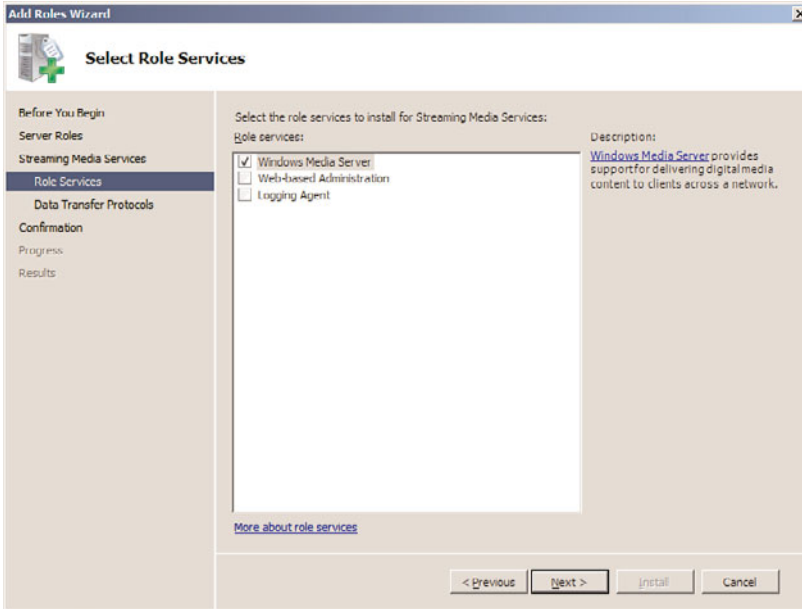 Add Roles Wizard
Select Role Services
Before You Begin
Server Roles
Streaming Media Services
Role Services
Data Transfer Protocols
Confirmation
Progress
Results
Select the role services to install for Streaming Media Services:
Role services:
Windows Media Server
Web-based Administration
Logging Agent
More about role services
Description:
Windows Media Server provides
support for delivering digital media
content to clients across a network.
< Previous
Next >
Install
Cancel